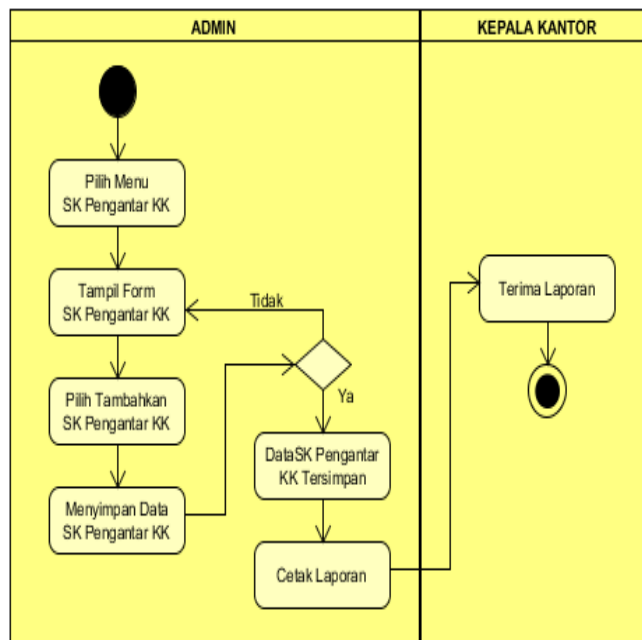 ADMIN
KEPALA KANTOR
Pilih Menu
SK Pengantar KK
Tampil Form
SK Pengantar KK
Tidak
Terima Laporan
Pilih Tambahkan
SK Pengantar KK
Ya
DataSK Pengantar
KK Tersimpan
Menyimpan Data
SK Pengantar KK
Cetak Laporan